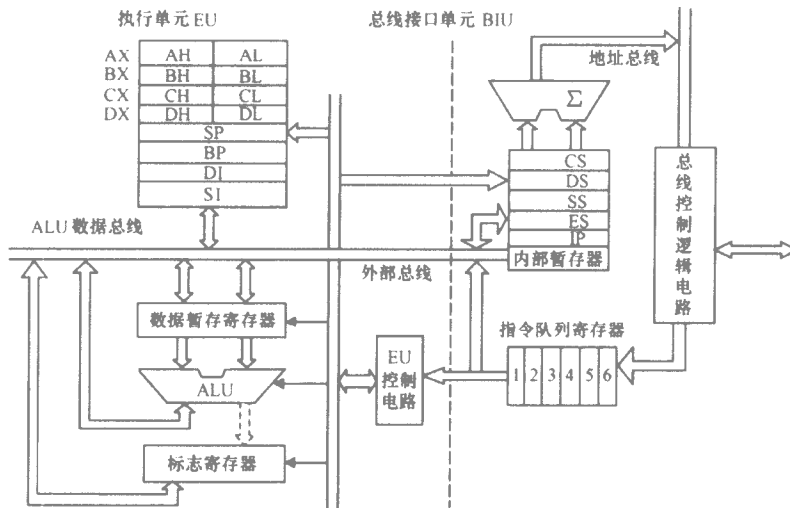 执行单元 EU
总线接口单元 BIU
地址总线
AX AH AL
BX BH BL
CX CH CL
DX DH DL
SP
BP
DI
SI
Σ
CS
DS
SS
ES
IP
内部暂存器
总线控制逻辑电路
ALU 数据总线
外部总线
数据暂存寄存器
指令队列寄存器
EU
控制
电路
1 2 3 4 5 6
ALU
标志寄存器